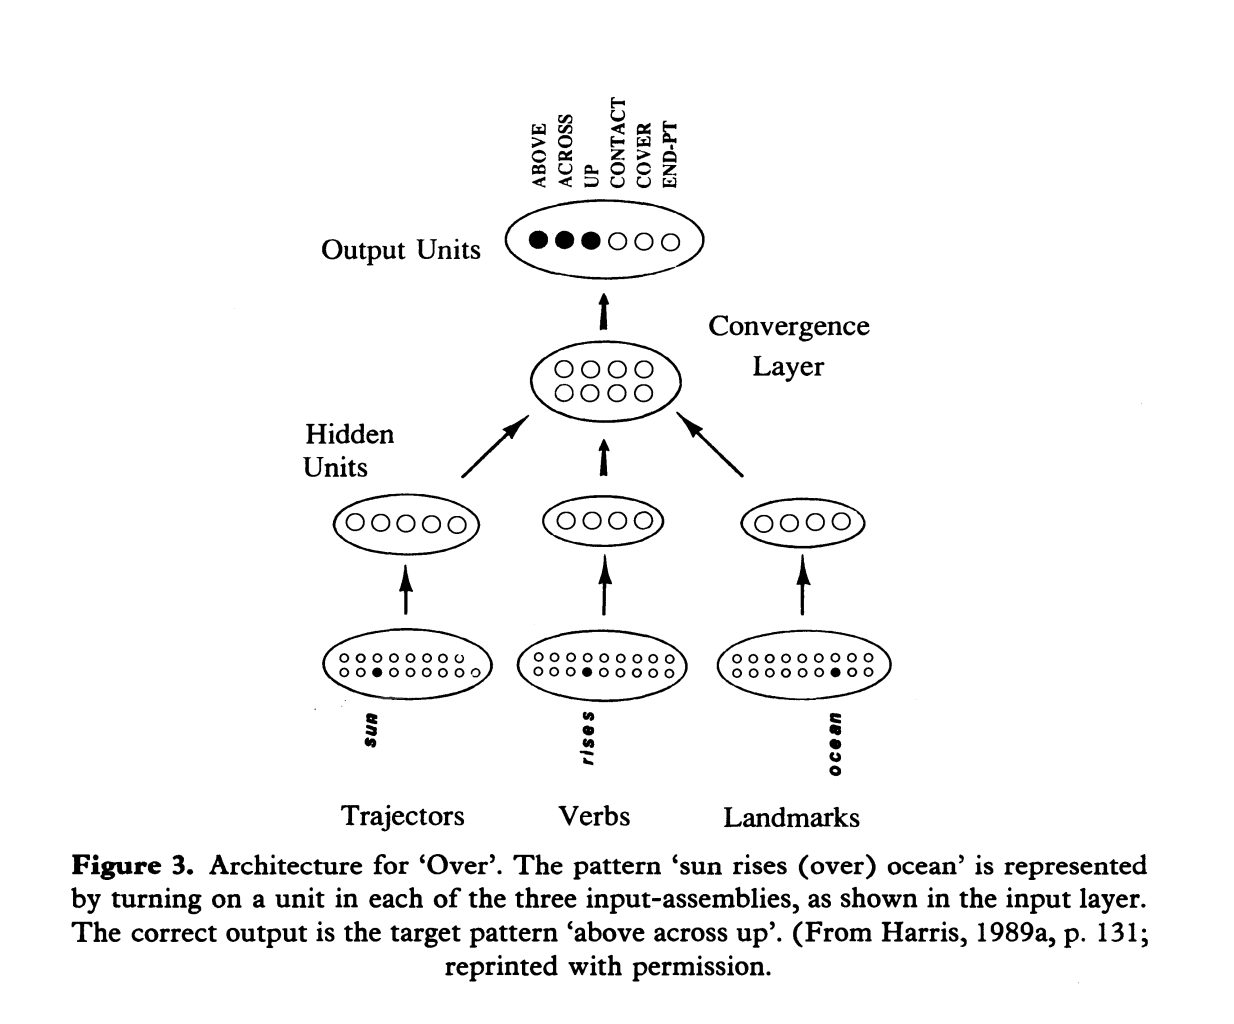 ABOVE
ACROSS
UP
CONTACT
COVER
END-PT
Output Units
Convergence
Layer
Hidden
Units
sun
rises
ocean
Trajectors
Verbs
Landmarks
Figure 3. Architecture for ‘Over’. The pattern ‘sun rises (over) ocean’ is represented
by turning on a unit in each of the three input-assemblies, as shown in the input layer.
The correct output is the target pattern ‘above across up’. (From Harris, 1989a, p. 131;
reprinted with permission.